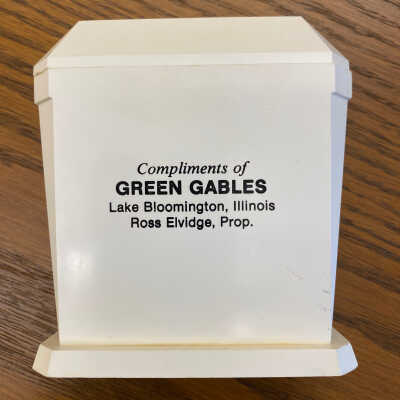 Compliments of
GREEN GABLES
Lake Bloomington, Illinois
Ross Elvidge, Prop.